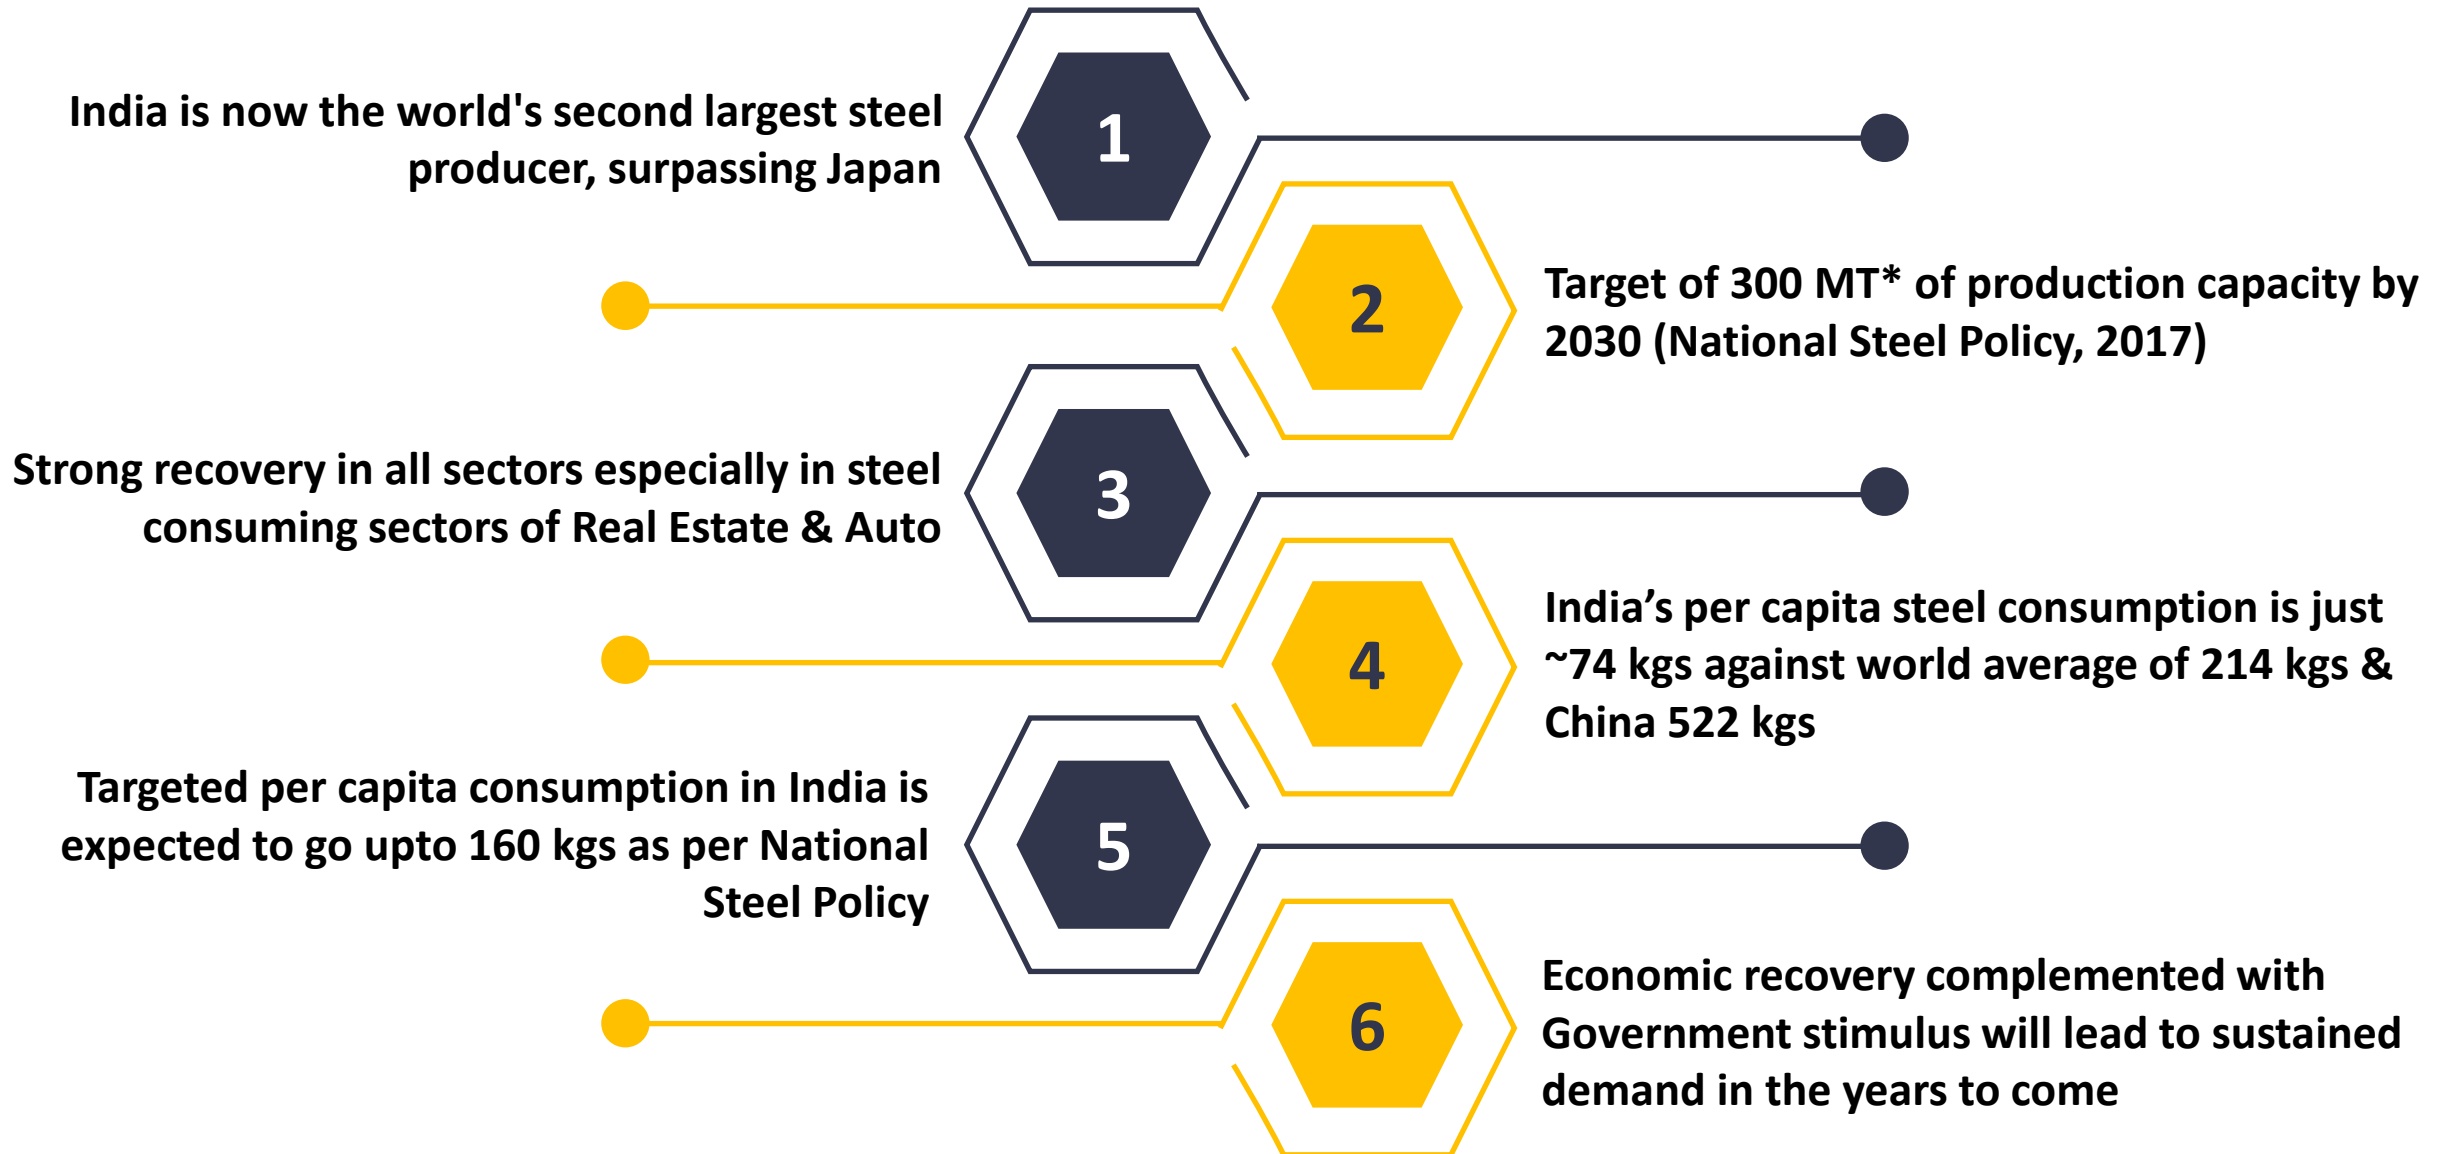 1
India is now the world's second largest steel
producer, surpassing Japan
2
Target of 300 MT* of production capacity by
2030 (National Steel Policy, 2017)
3
Strong recovery in all sectors especially in steel
consuming sectors of Real Estate & Auto
4
India’s per capita steel consumption is just
~74 kgs against world average of 214 kgs &
China 522 kgs
5
Targeted per capita consumption in India is
expected to go upto 160 kgs as per National
Steel Policy
6
Economic recovery complemented with
Government stimulus will lead to sustained
demand in the years to come